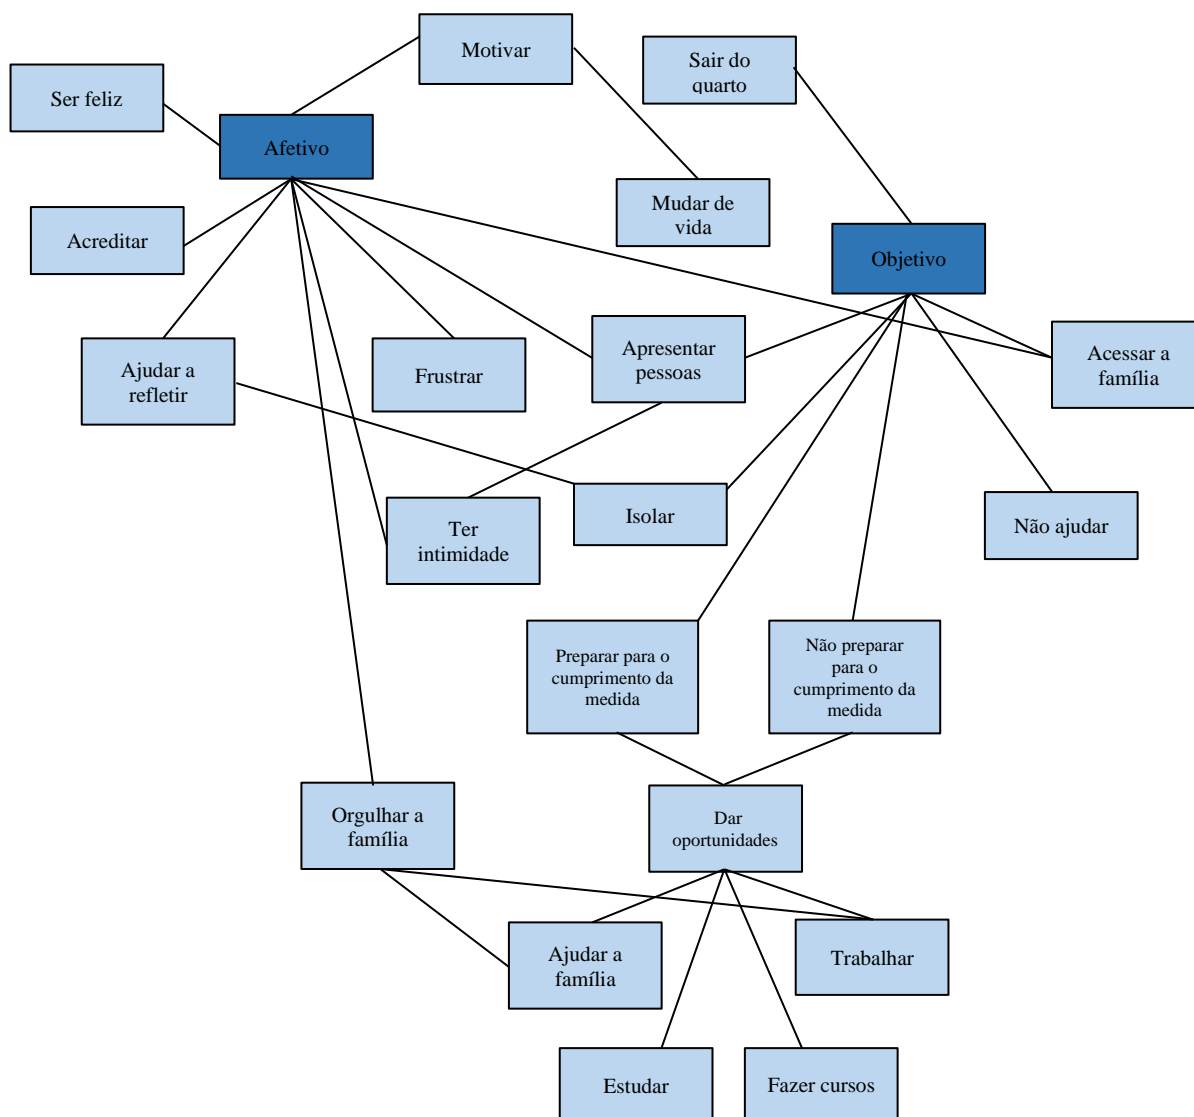 Motivar
Sair do
quarto
Ser feliz
Afetivo
Mudar de
vida
Acreditar
Objetivo
Ajudar a
refletir
Frustrar
Apresentar
pessoas
Acessar a
família
Ter
intimidade
Isolar
Não ajudar
Preparar para o
cumprimento da
medida
Não preparar
para o
cumprimento da
medida
Orgulhar a
família
Dar
oportunidades
Ajudar a
família
Trabalhar
Estudar
Fazer cursos